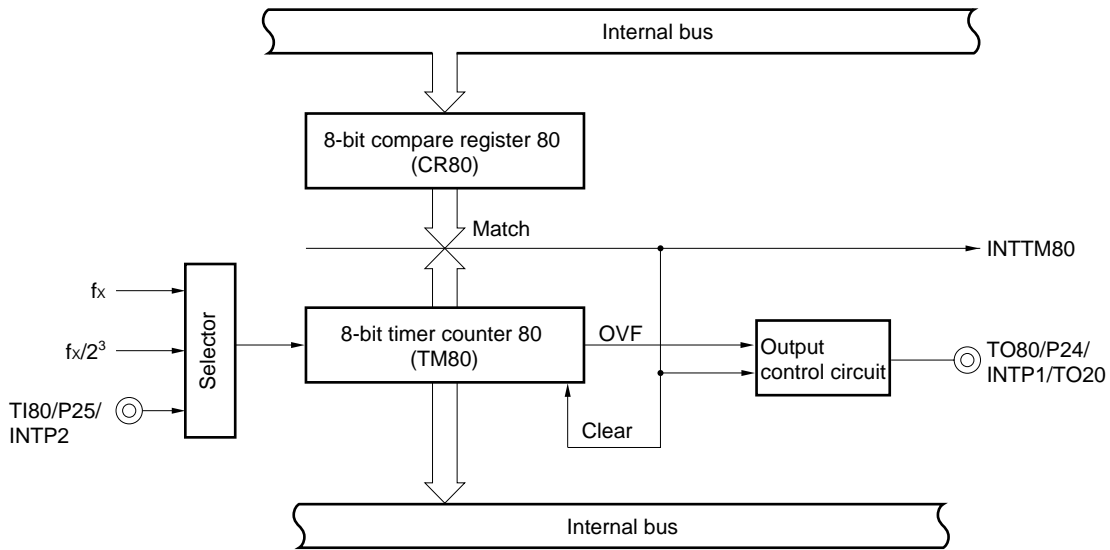 Internal bus
8-bit compare register 80
(CR80)
Match
INTTM80
Selector
fX
fX/2³
TI80/P25/
INTP2
8-bit timer counter 80
(TM80)
OVF
Clear
Output
control circuit
TO80/P24/
INTP1/TO20
Internal bus